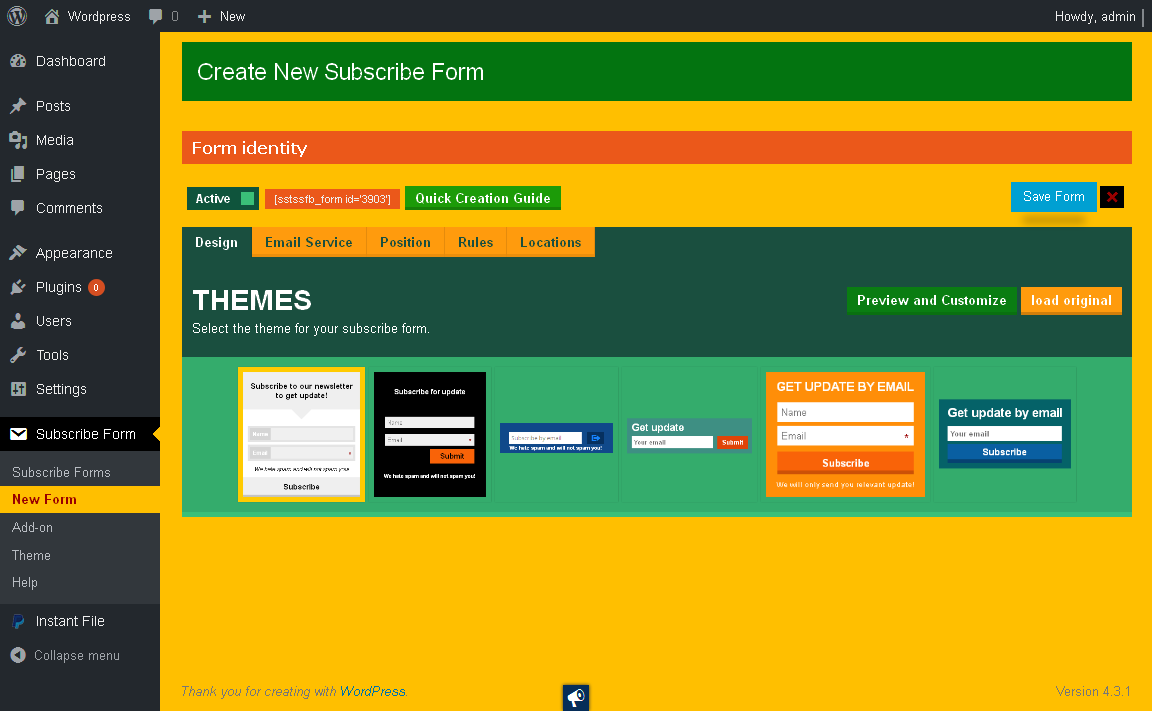 Wordpress 0 New Howdy, admin
Dashboard
Posts
Media
Pages
Comments
Appearance
Plugins 0
Users
Tools
Settings
Subscribe Form
Subscribe Forms
New Form
Add-on
Theme
Help
Instant File
Collapse menu
Create New Subscribe Form
Form identity
Active [sstssfb_form id='3903'] Quick Creation Guide Save Form
Design Email Service Position Rules Locations
THEMES
Preview and Customize load original
Select the theme for your subscribe form.
Subscribe to our newsletter
to get update!
Name
Email *
We hate spam and will not spam you!
Subscribe
Subscribe for update
Name
Email *
Submit
We hate spam and will not spam you!
Subscribe by email
We hate spam and will not spam you!
Get update
Your email Submit
GET UPDATE BY EMAIL
Name
Email *
Subscribe
We will only send you relevant update!
Get update by email
Your email
Subscribe
Thank you for creating with WordPress. Version 4.3.1